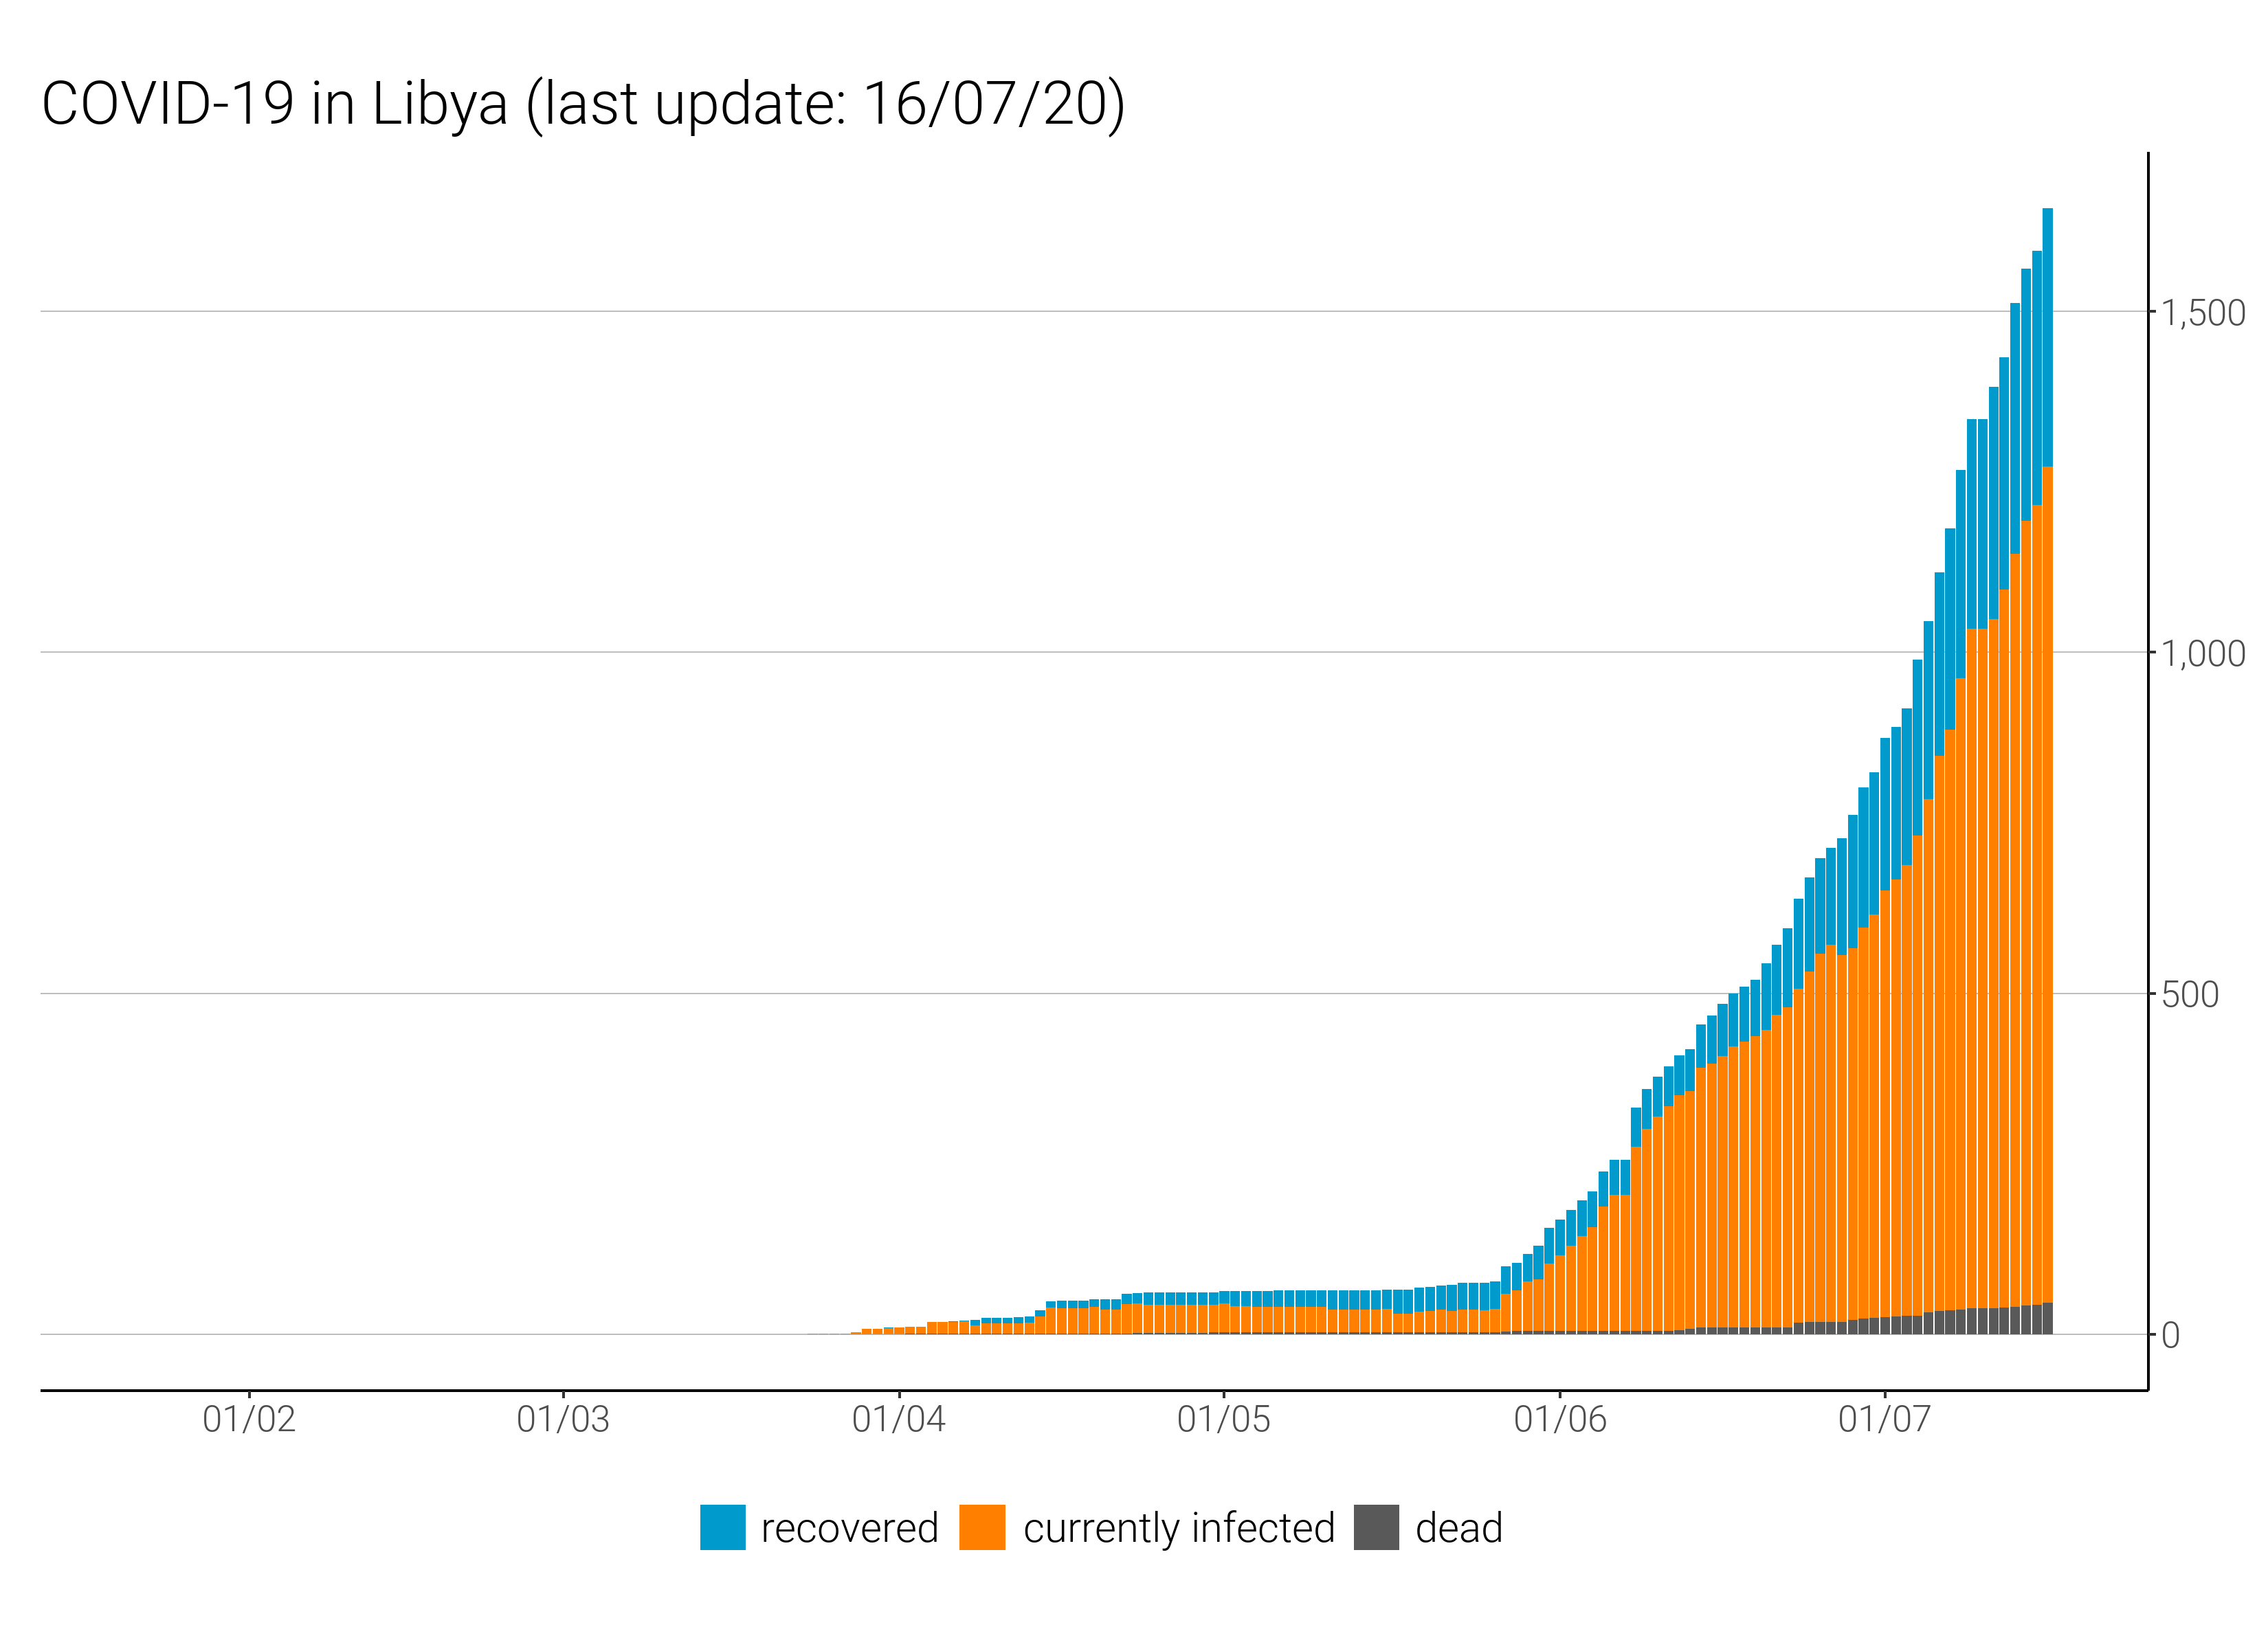 COVID-19 in Libya (last update: 16/07/20)
1,500
1,000
500
0
01/02 01/03 01/04 01/05 01/06 01/07
recovered currently infected dead